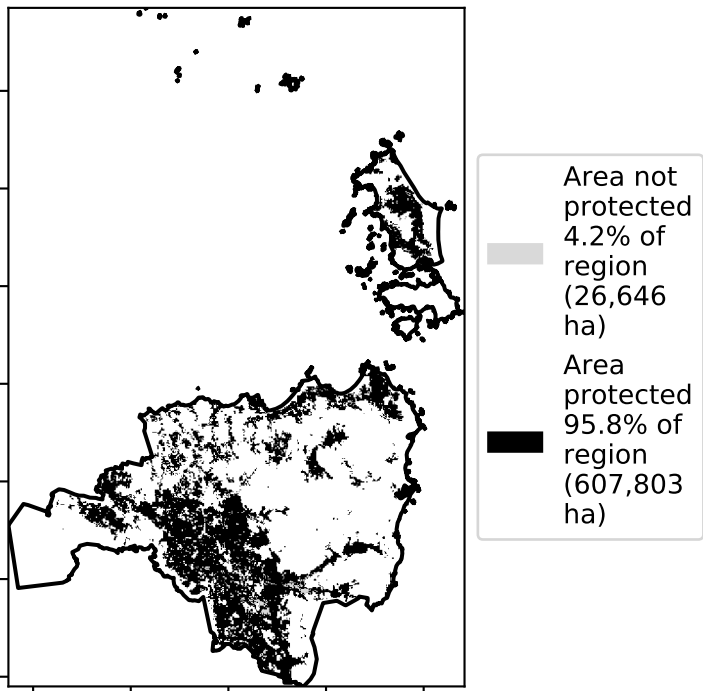 Area not
protected
4.2% of
region
(26,646
ha)
Area
protected
95.8% of
region
(607,803
ha)